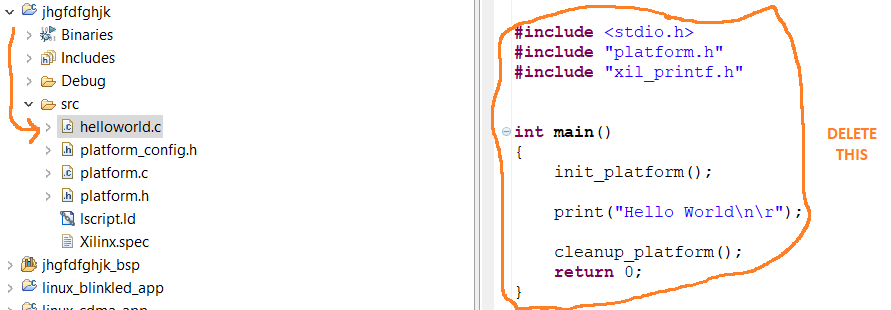 jhgfdfghjk
Binaries
Includes
Debug
src
helloworld.c
platform_config.h
platform.c
platform.h
lscript.ld
Xilinx.spec
jhgfdfghjk_bsp
linux_blinkled_app
#include <stdio.h>
#include "platform.h"
#include "xil_printf.h"
int main()
{
init_platform();
print("Hello World\n\r");
cleanup_platform();
return 0;
}
DELETE
THIS